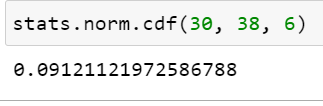 stats.norm.cdf(30, 38, 6)
0.09121121972586788